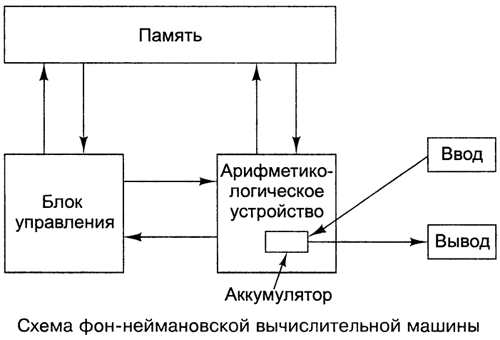 Память
Блок
управления
Арифметико-
логическое
устройство
Ввод
Вывод
Аккумулятор
Схема фон-неймановской вычислительной машины